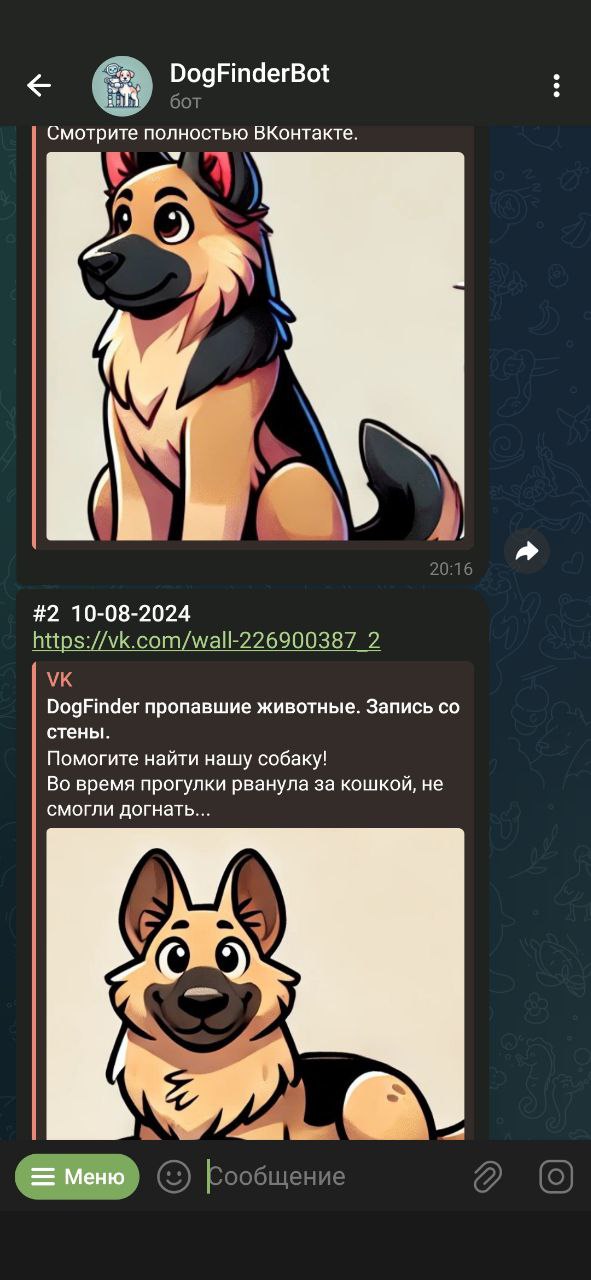 DogFinderBot
бот
Смотрите полностью ВКонтакте.
20:16
#2 10-08-2024
https://vk.com/wall-226900387_2
VK
DogFinder пропавшие животные. Запись со
стены.
Помогите найти нашу собаку!
Во время прогулки рванула за кошкой, не
смогли догнать...
Меню
Сообщение